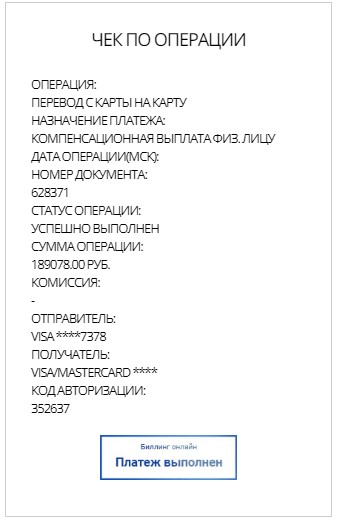 ЧЕК ПО ОПЕРАЦИИ
ОПЕРАЦИЯ:
ПЕРЕВОД С КАРТЫ НА КАРТУ
НАЗНАЧЕНИЕ ПЛАТЕЖА:
КОМПЕНСАЦИОННАЯ ВЫПЛАТА ФИЗ. ЛИЦУ
ДАТА ОПЕРАЦИИ(МСК):
НОМЕР ДОКУМЕНТА:
628371
СТАТУС ОПЕРАЦИИ:
УСПЕШНО ВЫПОЛНЕН
СУММА ОПЕРАЦИИ:
189078.00 РУБ.
КОМИССИЯ:
-
ОТПРАВИТЕЛЬ:
VISA ****7378
ПОЛУЧАТЕЛЬ:
VISA/MASTERCARD ****
КОД АВТОРИЗАЦИИ:
352637
Биллинг онлайн
Платеж выполнен